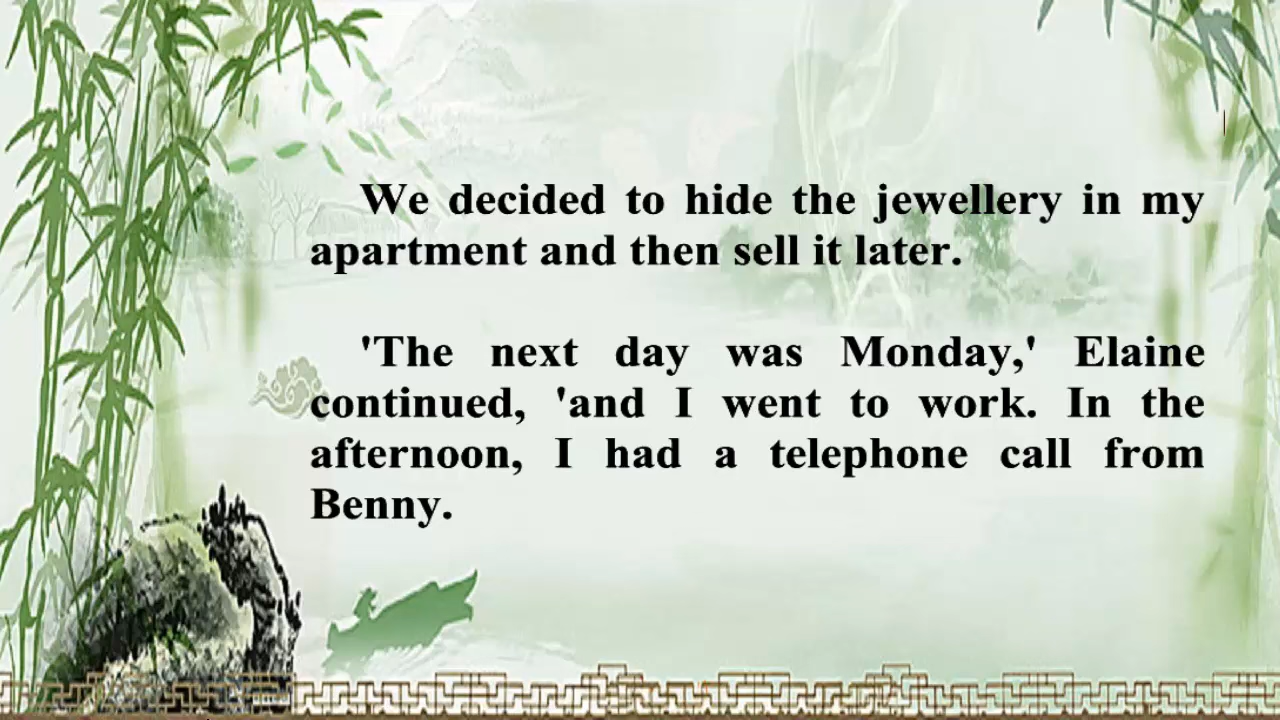 We decided to hide the jewellery in my
apartment and then sell it later.
'The next day was Monday,' Elaine
continued, 'and I went to work. In the
afternoon, I had a telephone call from
Benny.